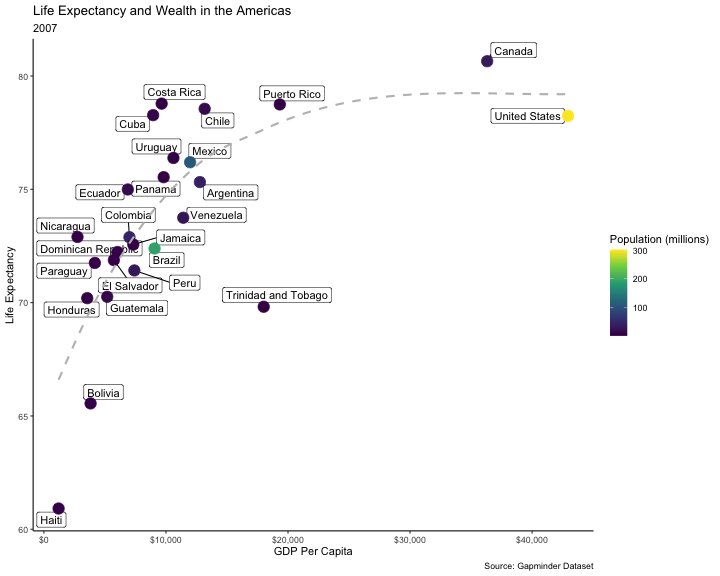 Life Expectancy and Wealth in the Americas
2007
Canada
Costa Rica
Puerto Rico
Cuba
Chile
United States
Uruguay
Mexico
Ecuador
Panama
Argentina
Colombia
Venezuela
Nicaragua
Jamaica
Dominican Republic
Brazil
Paraguay
El Salvador
Peru
Honduras
Guatemala
Trinidad and Tobago
Bolivia
Haiti
Life Expectancy
80
75
70
65
60
$0
$10,000
$20,000
$30,000
$40,000
GDP Per Capita
Population (millions)
300
200
100
Source: Gapminder Dataset